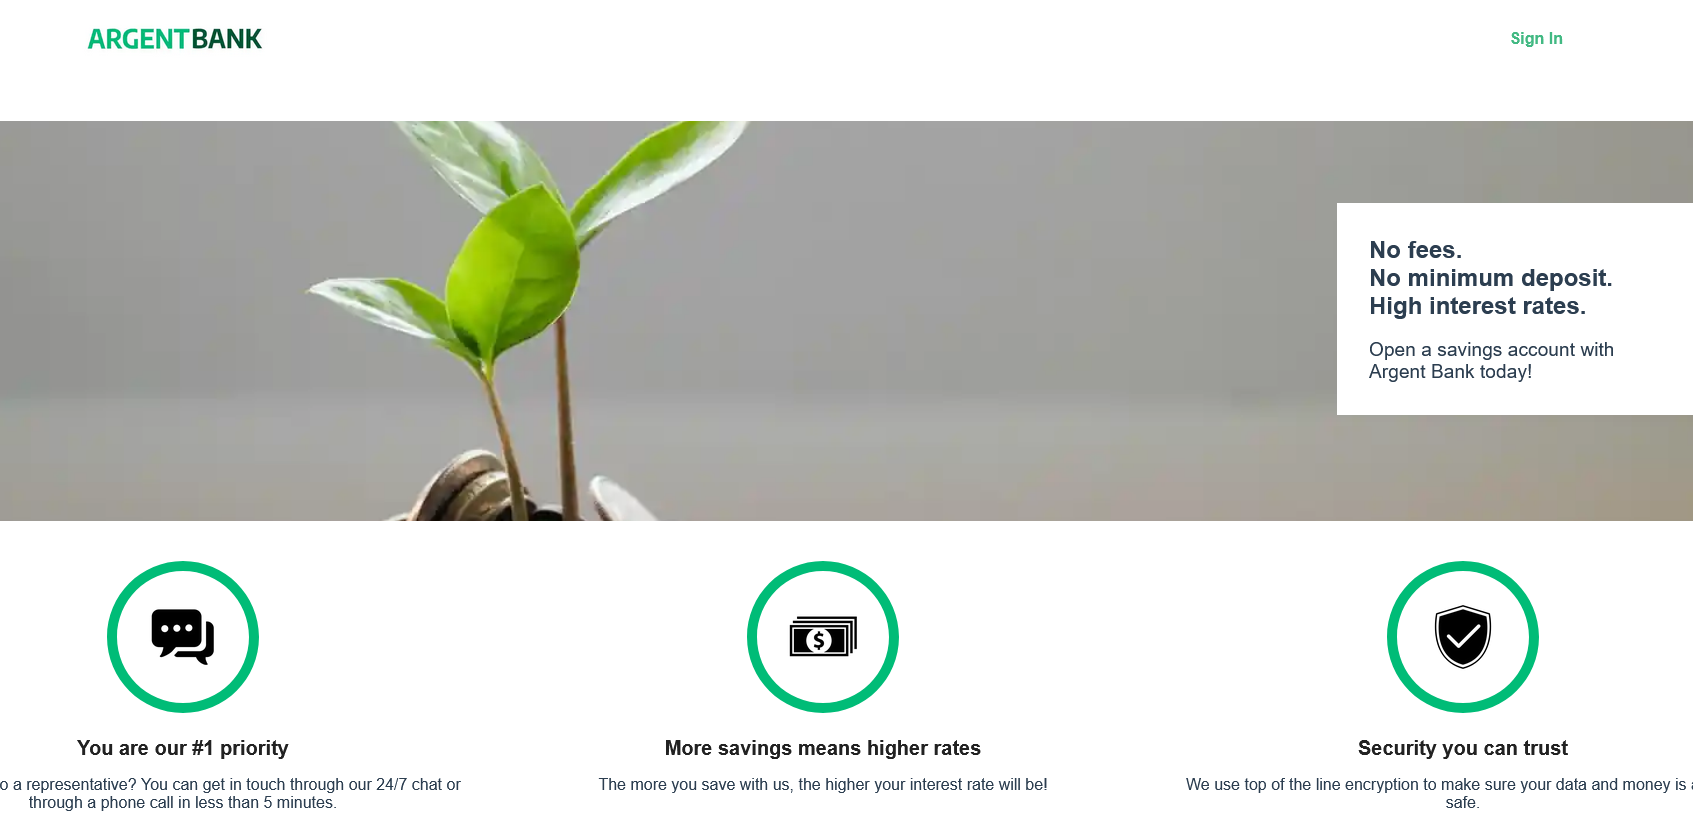 ARGENTBANK
Sign In
No fees.
No minimum deposit.
High interest rates.
Open a savings account with
Argent Bank today!
You are our #1 priority
o a representative? You can get in touch through our 24/7 chat or
through a phone call in less than 5 minutes.
More savings means higher rates
The more you save with us, the higher your interest rate will be!
Security you can trust
We use top of the line encryption to make sure your data and money is
safe.